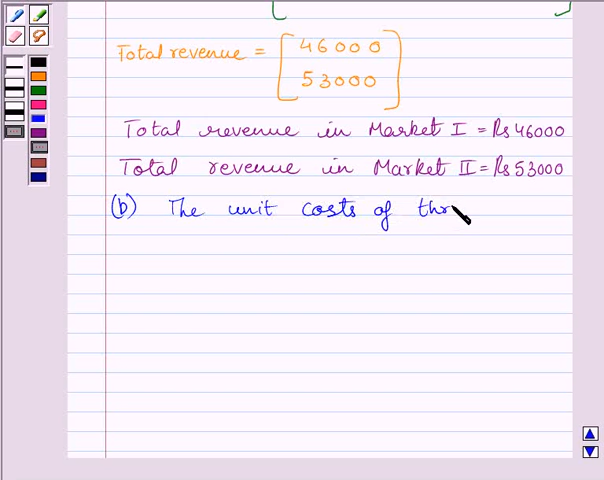 Total revenue = [ 46000
53000 ]
Total revenue in Market I = Rs 46000
Total revenue in Market II = Rs 53000
(b) The unit costs of thr